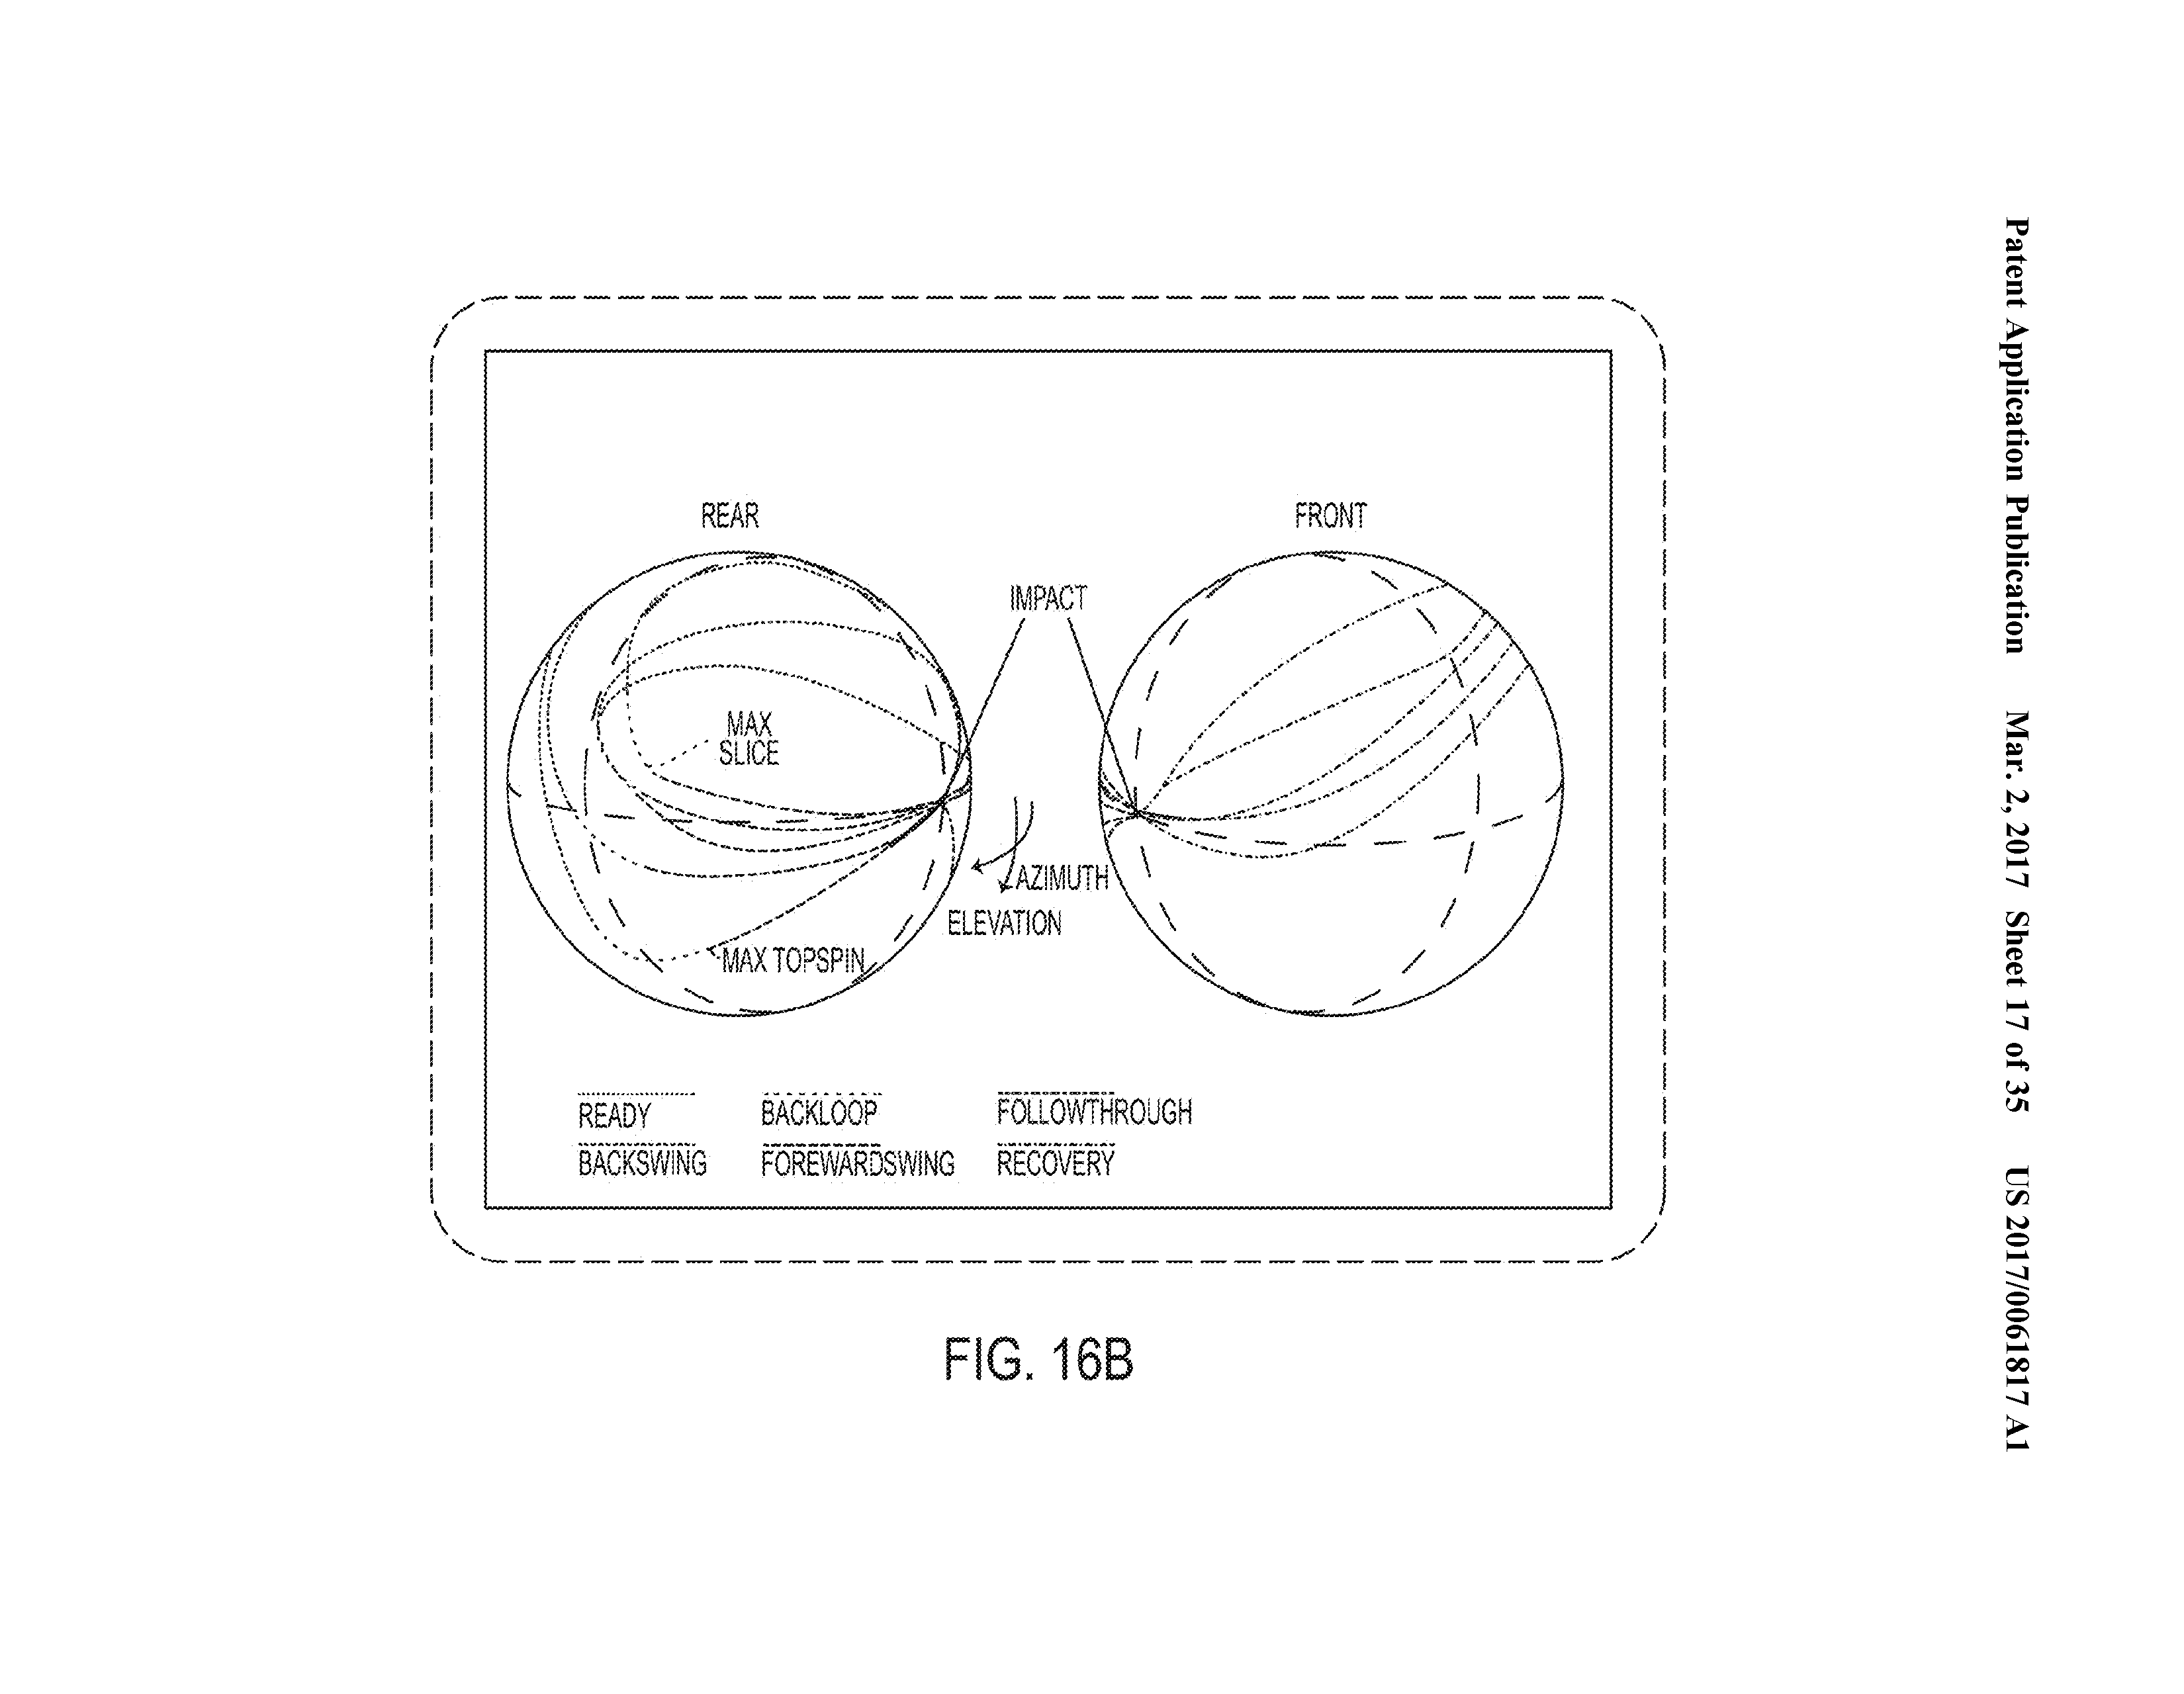 Patent Application Publication Mar. 2, 2017 Sheet 17 of 35 US 2017/0061817 A1
REAR
FRONT
IMPACT
MAX
SLICE
AZIMUTH
ELEVATION
MAX TOPSPIN
READY
BACKLOOP
FOLLOWTHROUGH
BACKSWING
FOREWARDSWING
RECOVERY
FIG. 16B